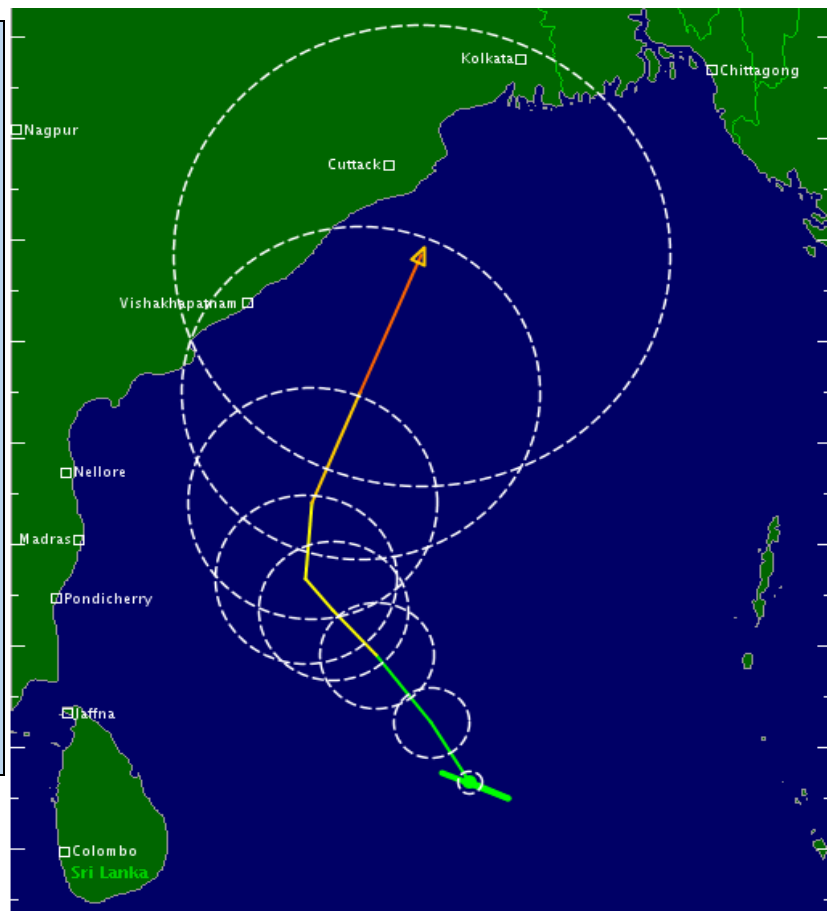 Kolkata
Chittagong
Nagpur
Cuttack
Vishakhapatnam
Nellore
Madras
Pondicherry
Jaffna
Colombo
Sri Lanka